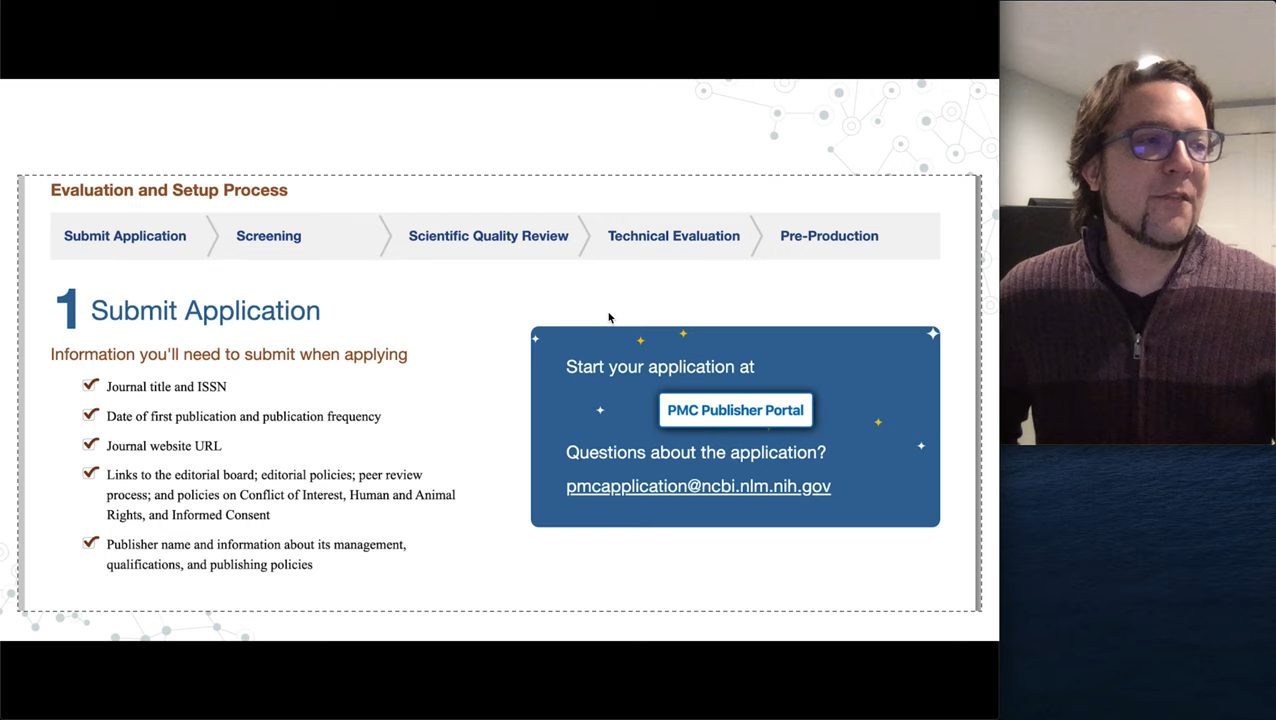 Evaluation and Setup Process
Submit Application
Screening
Scientific Quality Review
Technical Evaluation
Pre-Production
1 Submit Application
Information you'll need to submit when applying
Journal title and ISSN
Date of first publication and publication frequency
Journal website URL
Links to the editorial board; editorial policies; peer review
process; and policies on Conflict of Interest, Human and Animal
Rights, and Informed Consent
Publisher name and information about its management,
qualifications, and publishing policies
Start your application at
PMC Publisher Portal
Questions about the application?
pmcapplication@ncbi.nlm.nih.gov